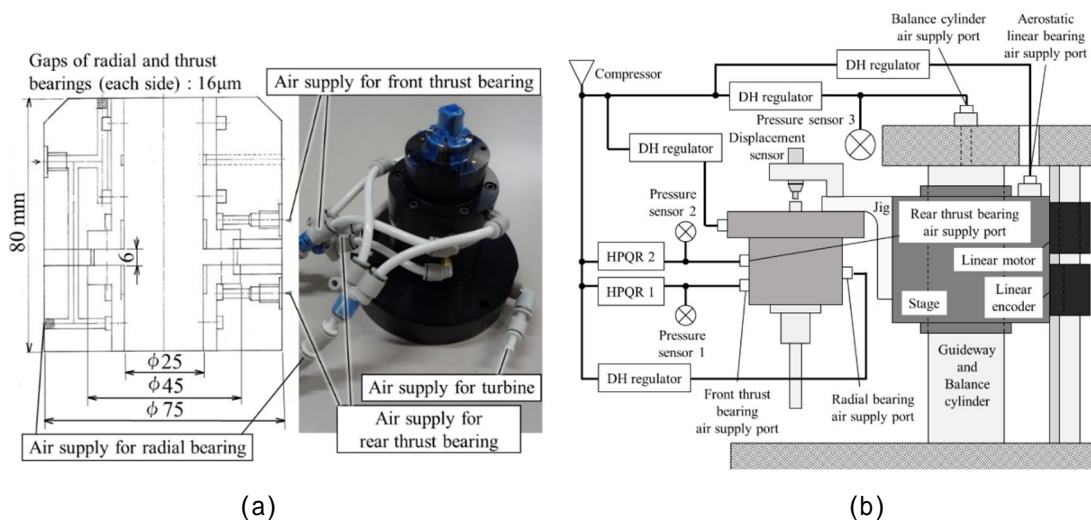 Gaps of radial and thrust
bearings (each side) : 16μm
Air supply for front thrust bearing
80 mm
6
ϕ25
ϕ45
ϕ75
Air supply for turbine
Air supply for
rear thrust bearing
Air supply for radial bearing
(a)
Balance cylinder
air supply port
Aerostatic
linear bearing
air supply port
Compressor
DH regulator
DH regulator
Pressure sensor 3
Displacement
sensor
DH regulator
Pressure
sensor 2
Jig
Rear thrust bearing
air supply port
HPQR 2
Linear motor
HPQR 1
Linear
encoder
Stage
Pressure
sensor 1
Guideway
and
Balance
cylinder
DH regulator
Front thrust
bearing
air supply port
Radial bearing
air supply port
(b)